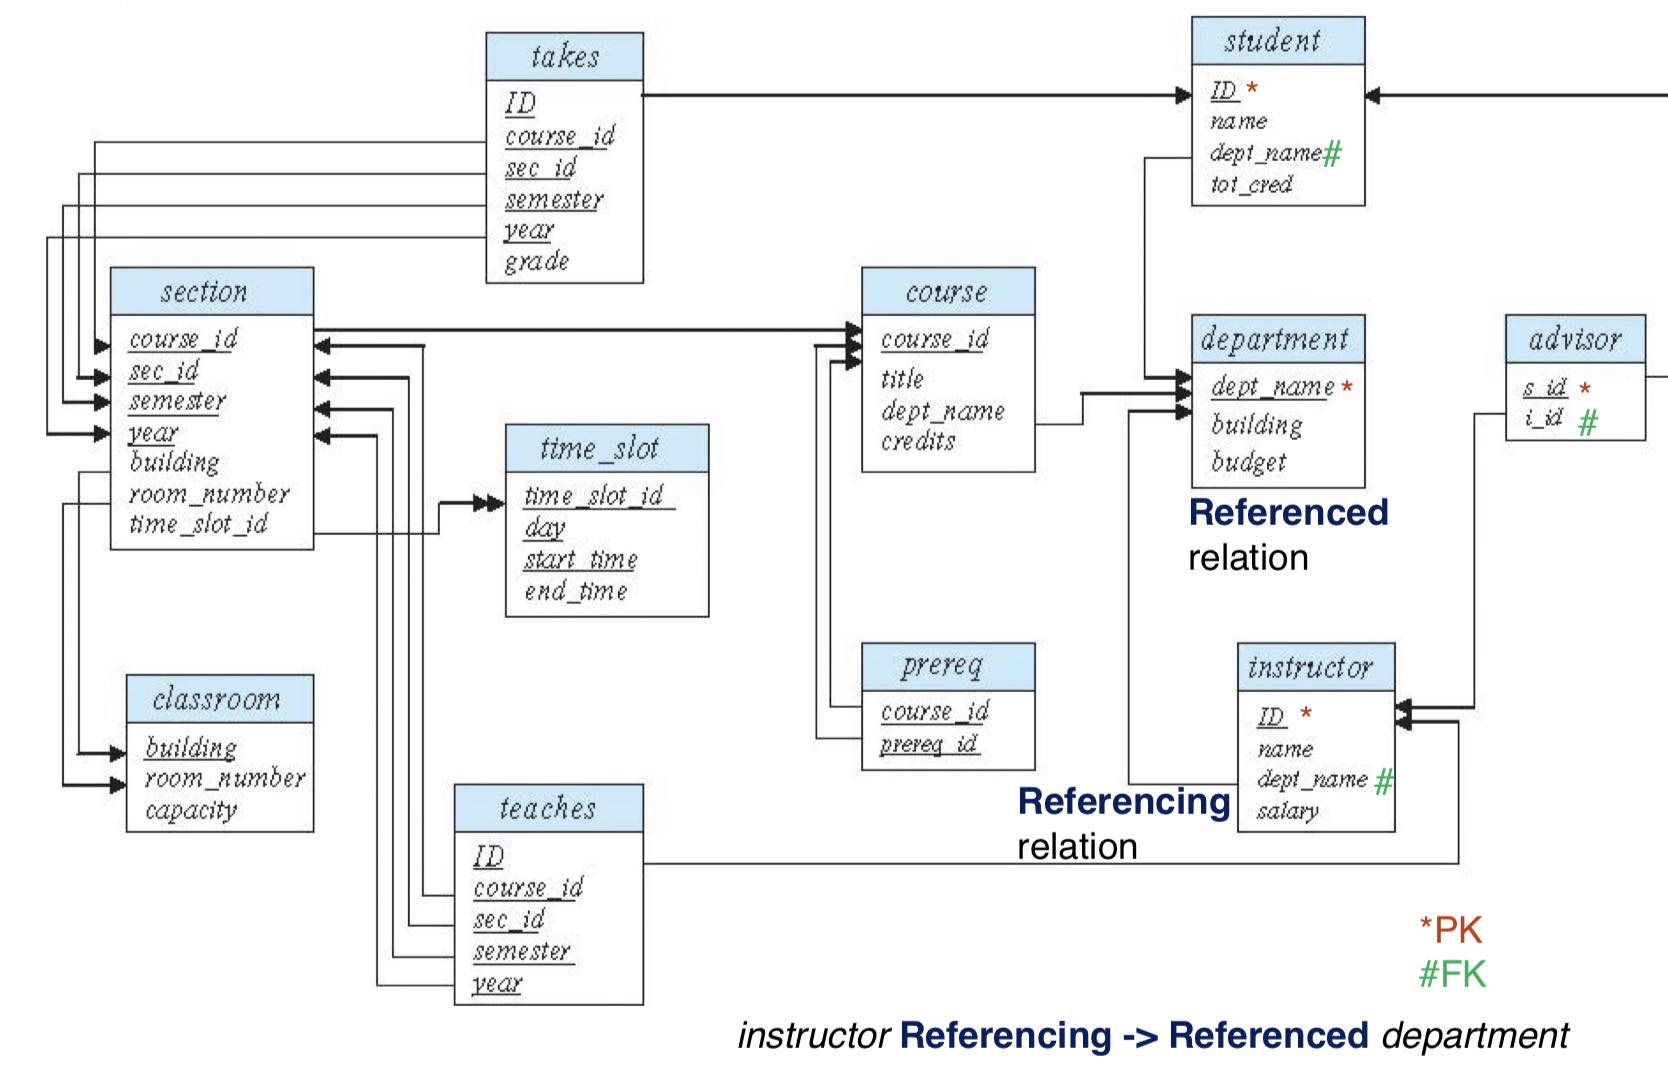 takes
ID
course_id
sec_id
semester
year
grade
student
ID *
name
dept_name#
tot_cred
section
course_id
sec_id
semester
year
building
room_number
time_slot_id
course
course_id
title
dept_name
credits
department
dept_name *
building
budget
Referenced
relation
advisor
s_id *
i_id #
time_slot
time_slot_id
day
start_time
end_time
prereq
course_id
prereq_id
instructor
ID *
name
dept_name #
salary
Referencing
relation
classroom
building
room_number
capacity
teaches
ID
course_id
sec_id
semester
year
*PK
#FK
instructor Referencing -> Referenced department